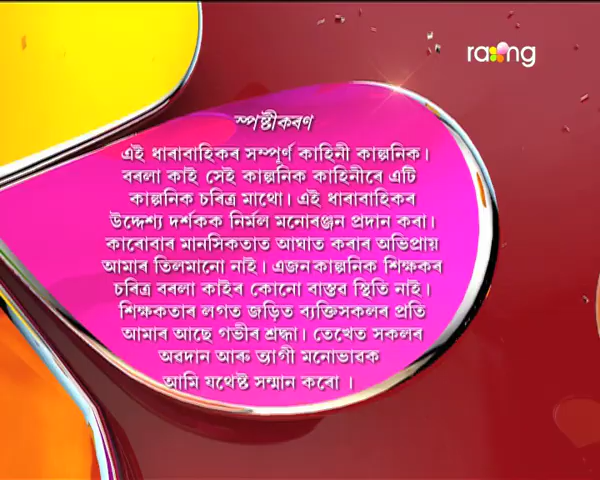 rang
স্পষ্টীকৰণ
এই ধাৰাবাহিকৰ সম্পূৰ্ণ কাহিনী কাল্পনিক।
বৰলা কাই সেই কাল্পনিক কাহিনীৰে এটি
কাল্পনিক চৰিত্ৰ মাথো। এই ধাৰাবাহিকৰ
উদ্দেশ্য দৰ্শকক নিৰ্মল মনোৰঞ্জন প্ৰদান কৰা।
কাৰোবাৰ মানসিকতাত আঘাত কৰাৰ অভিপ্ৰায়
আমাৰ তিলমানো নাই। এজন কাল্পনিক শিক্ষকৰ
চৰিত্ৰ বৰলা কাইৰ কোনো বাস্তৱ স্থিতি নাই।
শিক্ষকতাৰ লগত জড়িত ব্যক্তিসকলৰ প্ৰতি
আমাৰ আছে গভীৰ শ্ৰদ্ধা। তেখেত সকলৰ
অৱদান আৰু ত্যাগী মনোভাৱক
আমি যথেষ্ট সন্মান কৰো ।